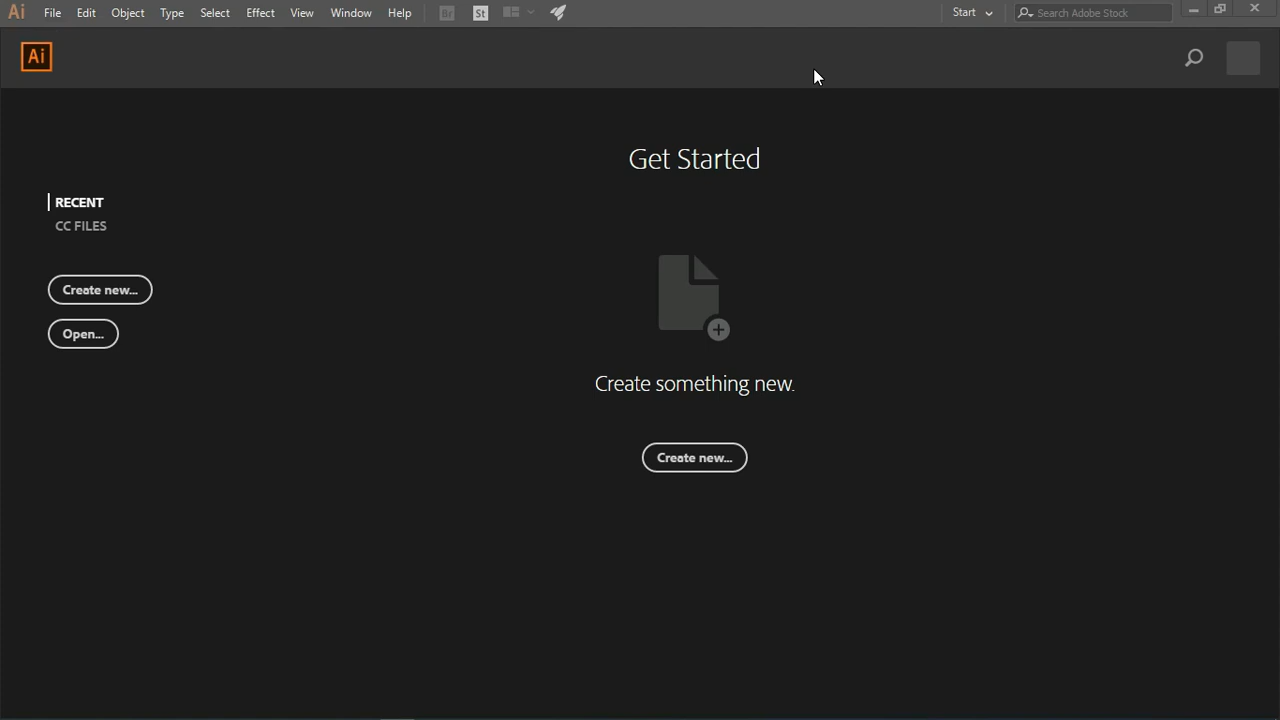 Ai File Edit Object Type Select Effect View Window Help Br St Start Search Adobe Stock
Ai
Get Started
RECENT
CC FILES
Create new...
Open...
Create something new.
Create new...